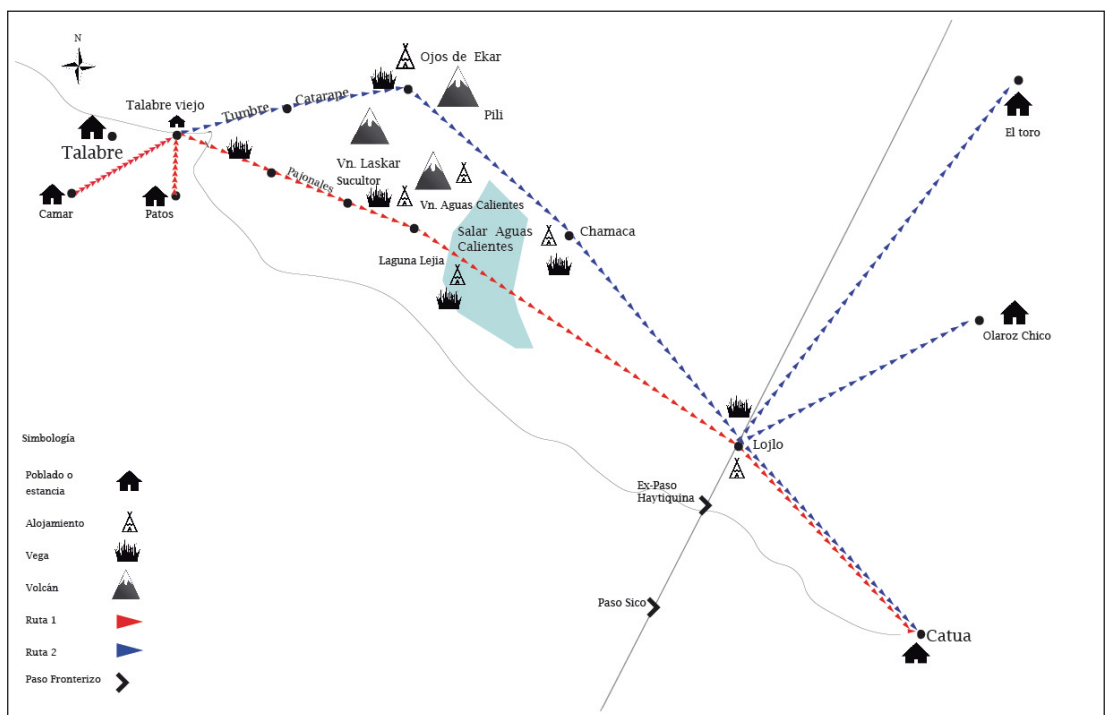 N
Ojos de Ekar
Pili
Talabre viejo
Tumbre
Catarape
El toro
Talabre
Vn. Laskar
Pajonales
Sucultor
Vn. Aguas Calientes
Camar
Patos
Salar Aguas
Calientes
Chamaca
Laguna Lejia
Olaroz Chico
Lojlo
Simbología
Poblado o
estancia
Ex-Paso
Haytiquina
Alojamiento
Vega
Volcán
Paso Sico
Ruta 1
Catua
Ruta 2
Paso Fronterizo